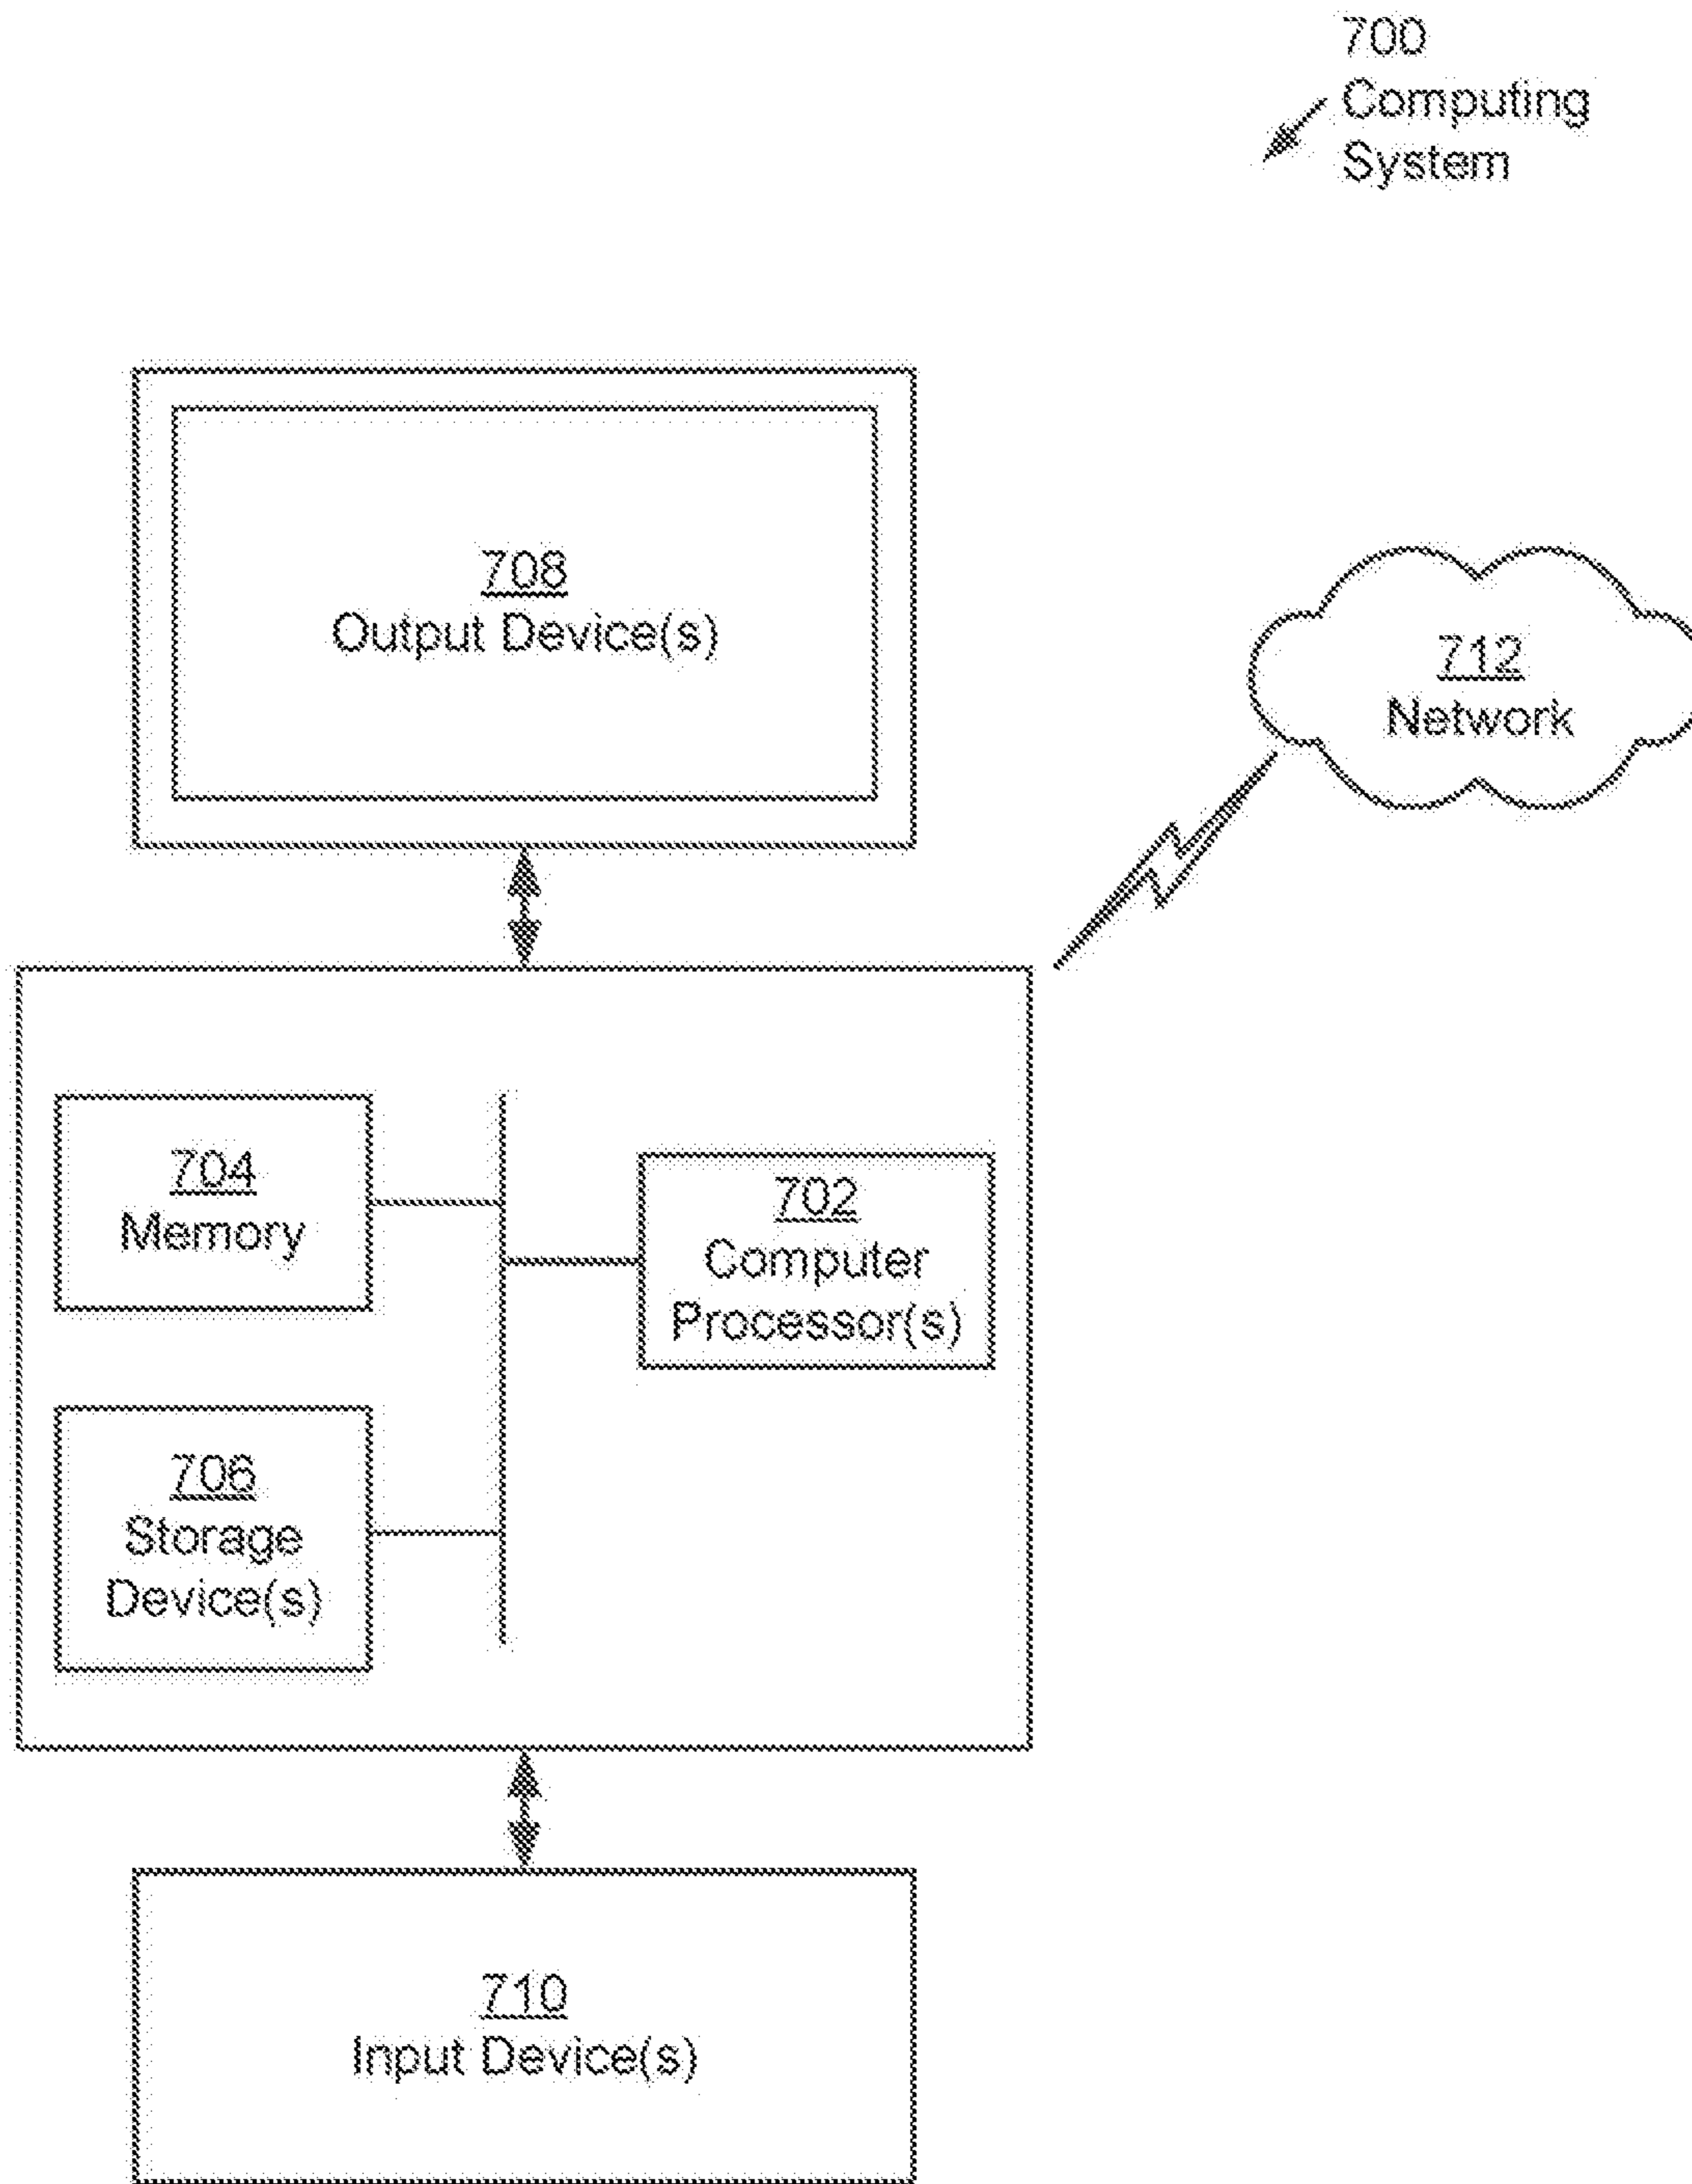 700
Computing
System
708
Output Device(s)
712
Network
704
Memory
702
Computer
Processor(s)
706
Storage
Device(s)
710
Input Device(s)